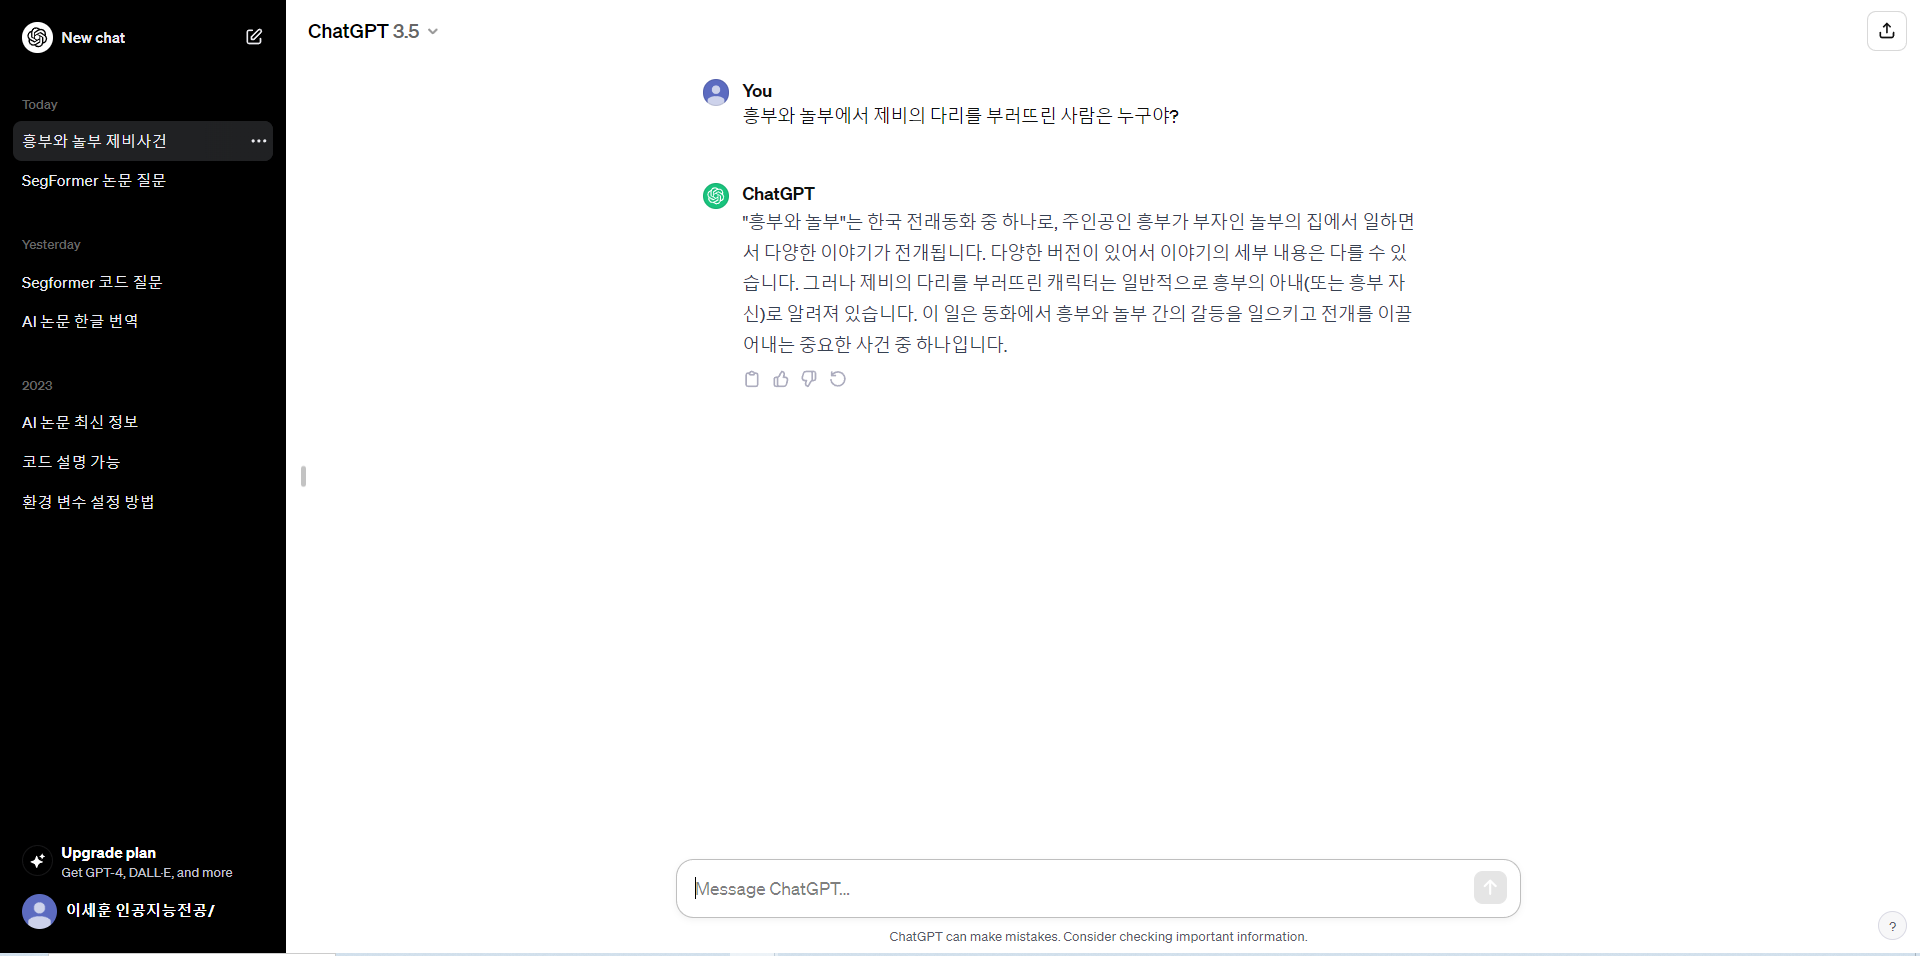 New chat
Today
흥부와 놀부 제비사건
SegFormer 논문 질문
Yesterday
Segformer 코드 질문
AI 논문 한글 번역
2023
AI 논문 최신 정보
코드 설명 가능
환경 변수 설정 방법
Upgrade plan
Get GPT-4, DALL·E, and more
이세훈 인공지능전공/
ChatGPT 3.5
You
흥부와 놀부에서 제비의 다리를 부러뜨린 사람은 누구야?
ChatGPT
"흥부와 놀부"는 한국 전래동화 중 하나로, 주인공인 흥부가 부자인 놀부의 집에서 일하면
서 다양한 이야기가 전개됩니다. 다양한 버전이 있어서 이야기의 세부 내용은 다를 수 있
습니다. 그러나 제비의 다리를 부러뜨린 캐릭터는 일반적으로 흥부의 아내(또는 흥부 자
신)로 알려져 있습니다. 이 일은 동화에서 흥부와 놀부 간의 갈등을 일으키고 전개를 이끌
어내는 중요한 사건 중 하나입니다.
Message ChatGPT...
ChatGPT can make mistakes. Consider checking important information.
?